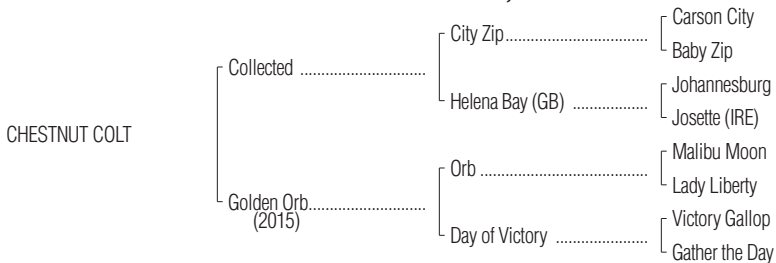 Carson City
City Zip
Baby Zip
Collected
Johannesburg
Helena Bay (GB)
Josette (IRE)
CHESTNUT COLT
Malibu Moon
Orb
Lady Liberty
Golden Orb
(2015)
Victory Gallop
Day of Victory
Gather the Day